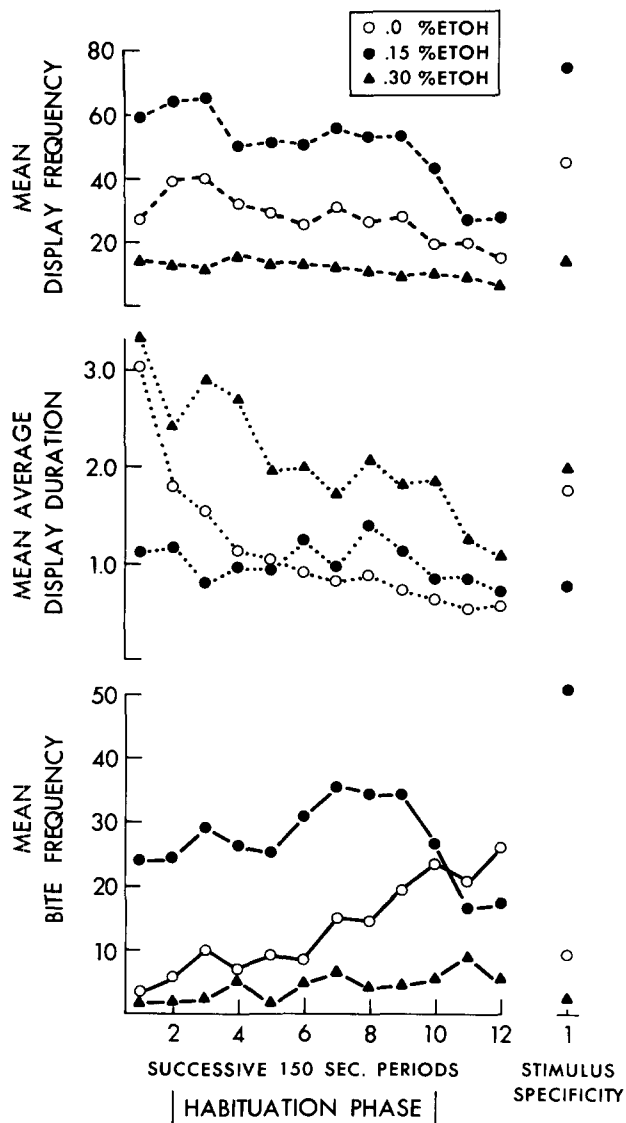 ○ .0 %ETOH
● .15 %ETOH
▲ .30 %ETOH
MEAN
DISPLAY FREQUENCY
80
60
40
20
MEAN AVERAGE
DISPLAY DURATION
3.0
2.0
1.0
MEAN
BITE FREQUENCY
50
40
30
20
10
2 4 6 8 10 12 1
SUCCESSIVE 150 SEC. PERIODS
HABITUATION PHASE
STIMULUS
SPECIFICITY